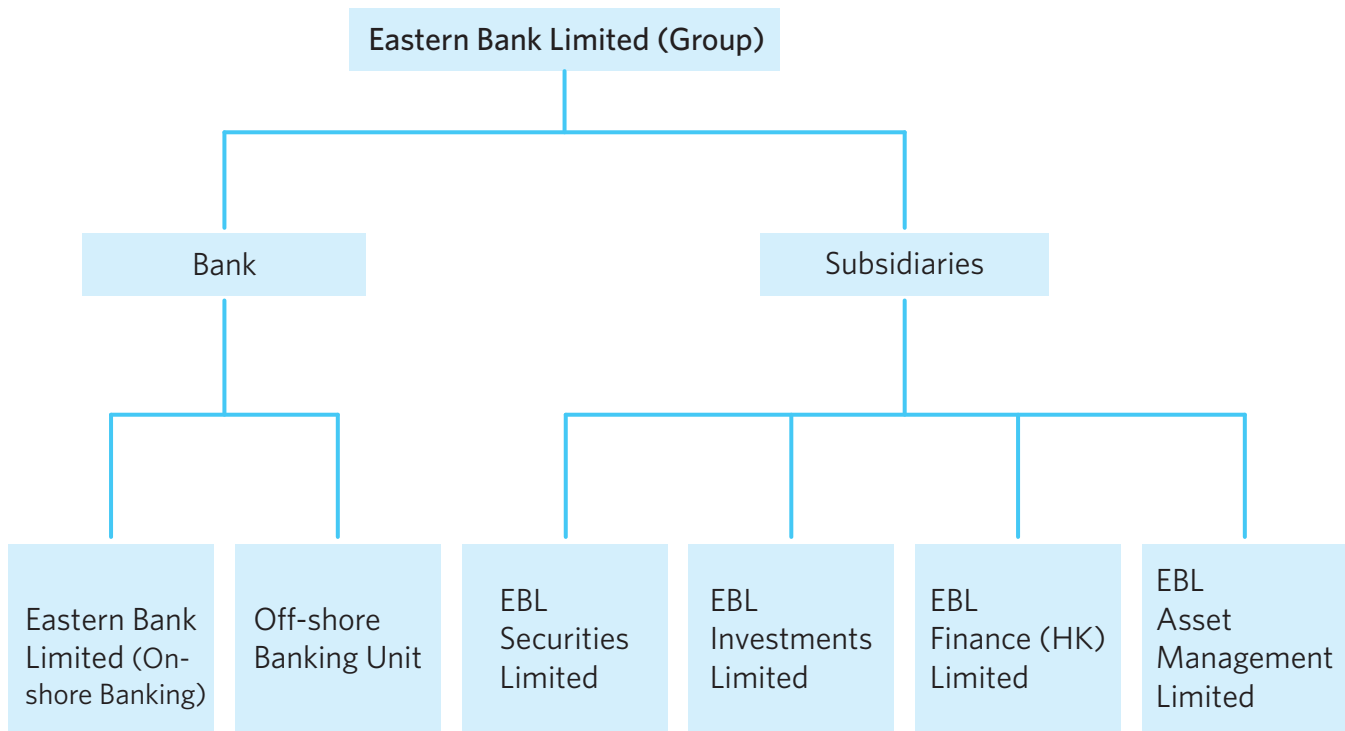 Eastern Bank Limited (Group)
Bank
Subsidiaries
Eastern Bank
Limited (On-
shore Banking)
Off-shore
Banking Unit
EBL
Securities
Limited
EBL
Investments
Limited
EBL
Finance (HK)
Limited
EBL
Asset
Management
Limited